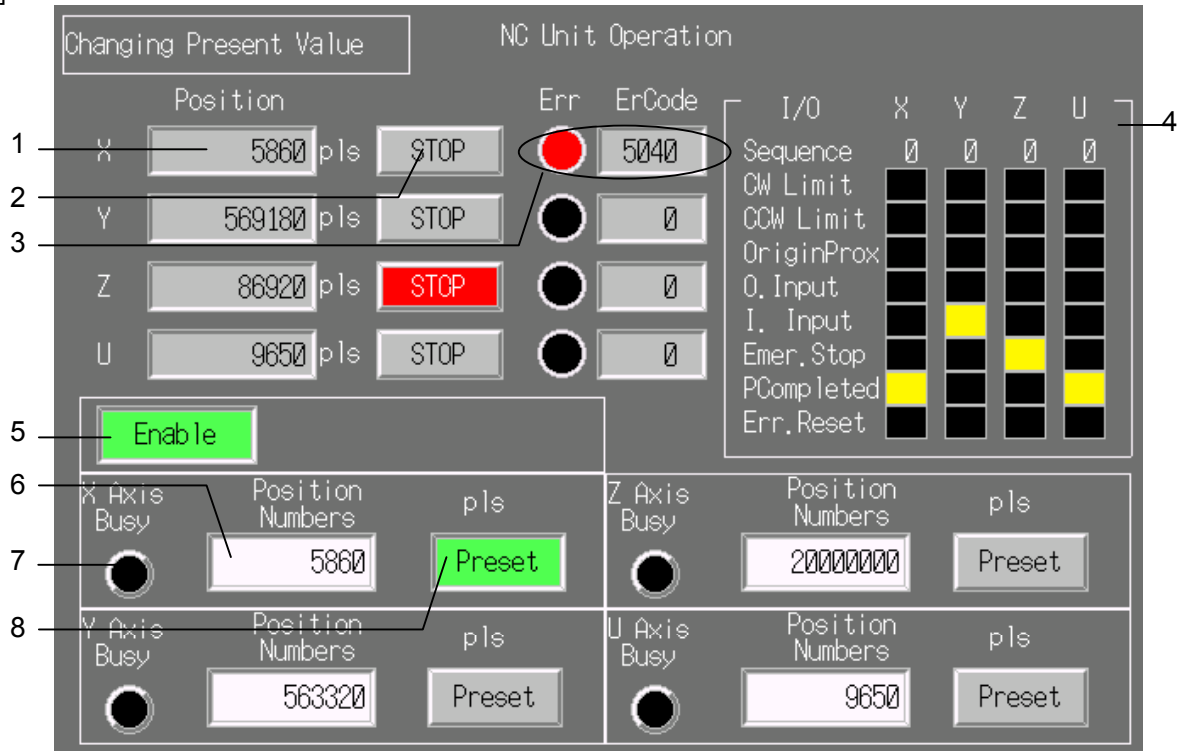 Changing Present Value
NC Unit Operation
Position Err ErCode
1 X 5860 pls STOP 5040
2 Y 569180 pls STOP 0
3 Z 86920 pls STOP 0
U 9650 pls STOP 0
I/O X Y Z U 4
Sequence 0 0 0 0
CW Limit
CCW Limit
OriginProx
O.Input
I. Input
Emer.Stop
PCompleted
Err.Reset
5 Enable
6 X Axis Busy Position Numbers pls
7 5860 Preset
8 Y Axis Busy Position Numbers pls
563320 Preset
Z Axis Busy Position Numbers pls
20000000 Preset
U Axis Busy Position Numbers pls
9650 Preset